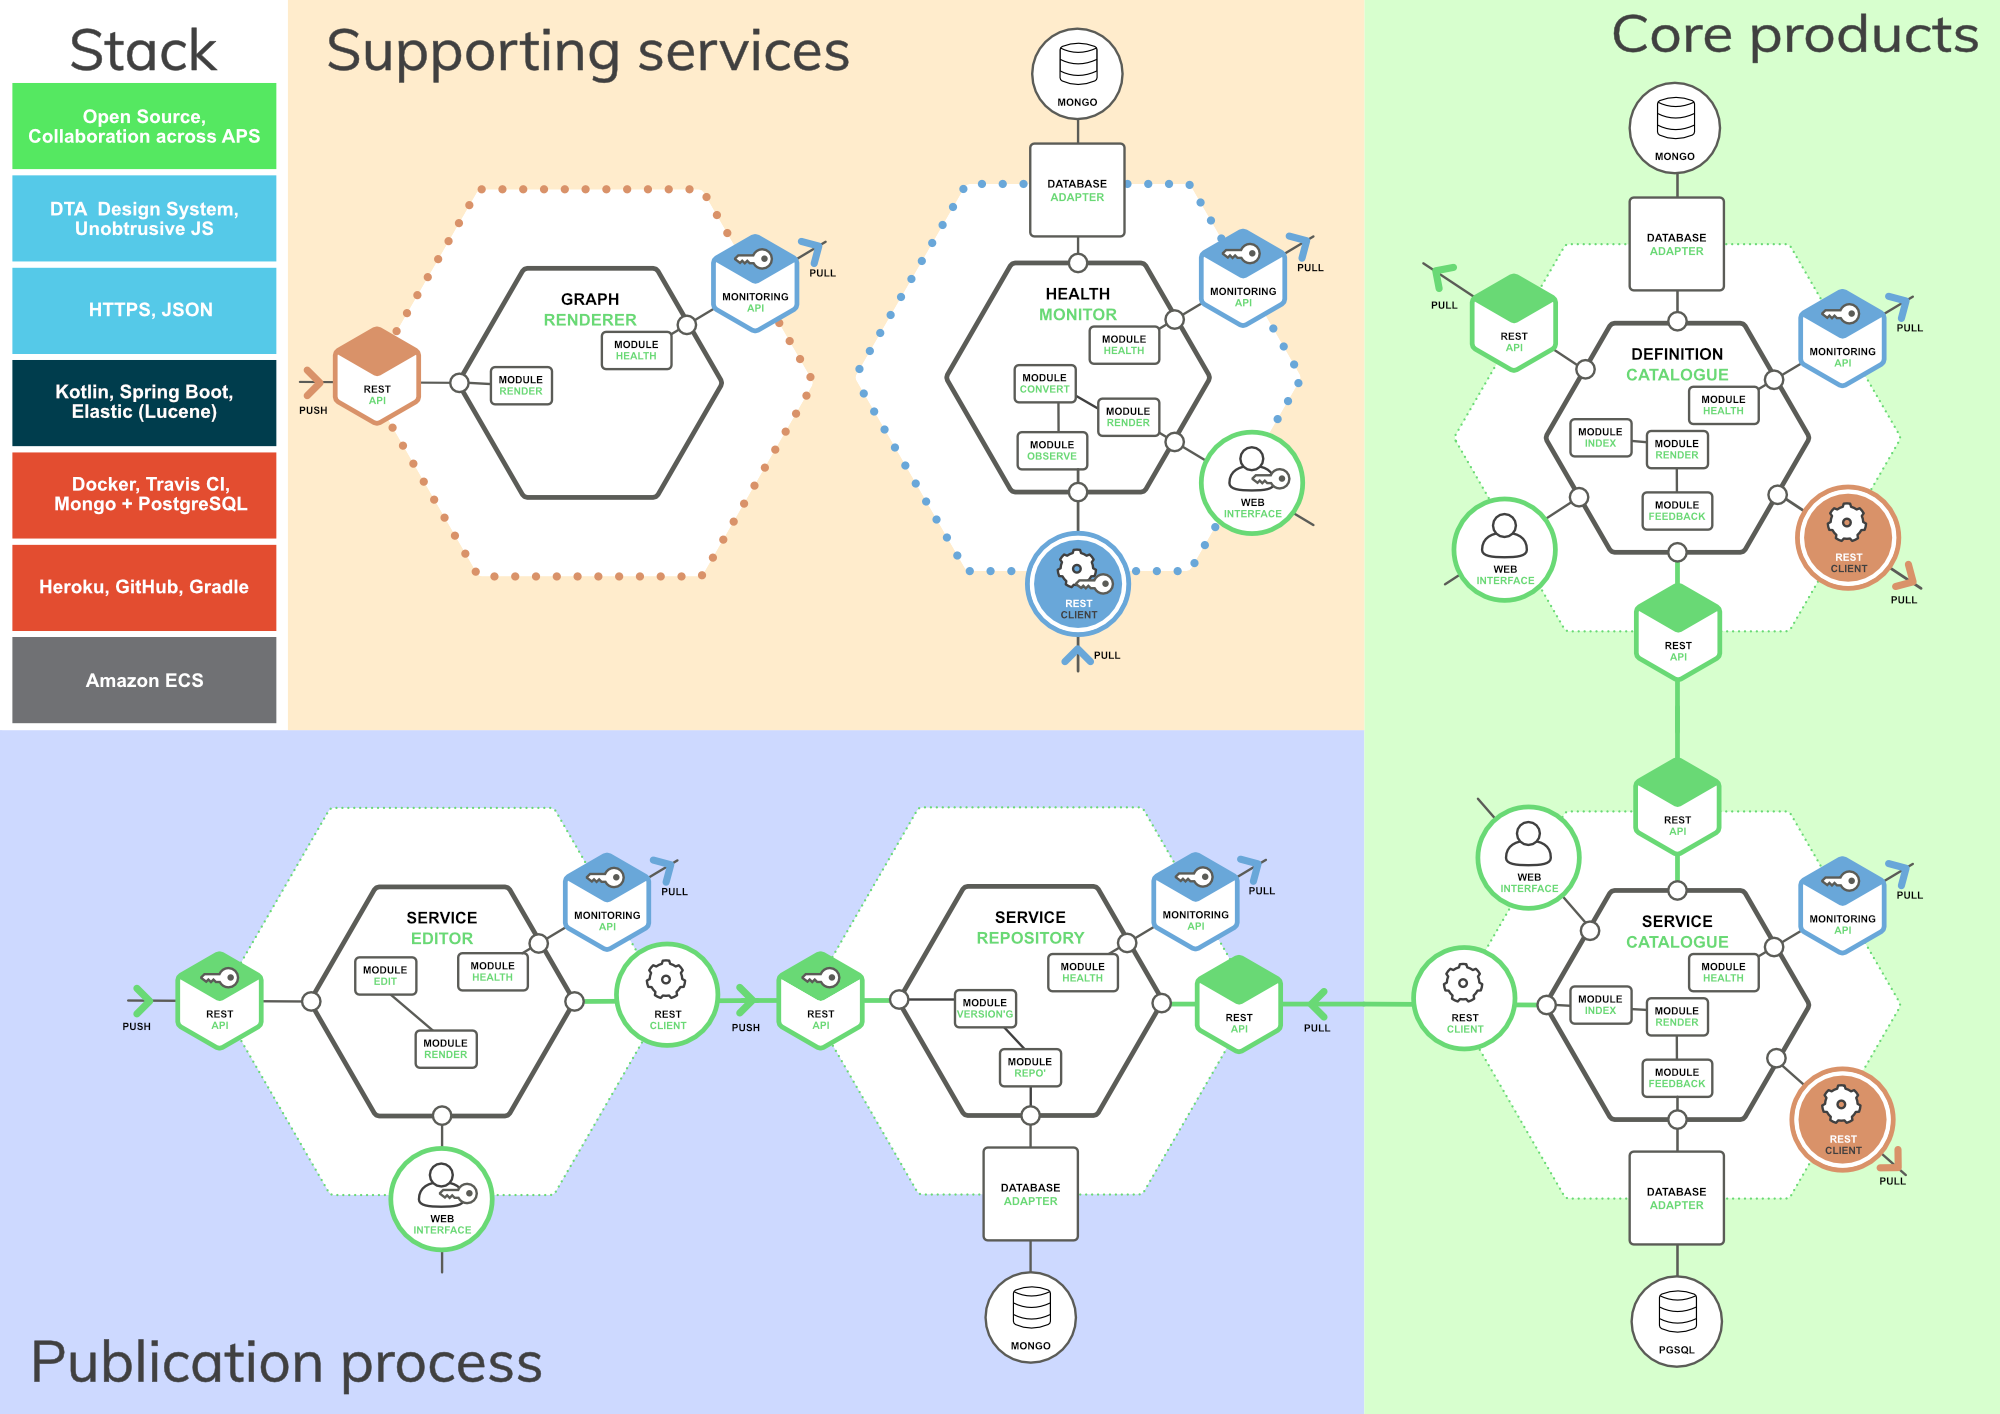 Stack
Open Source,
Collaboration across APS
DTA  Design System,
Unobtrusive JS
HTTPS, JSON
Kotlin, Spring Boot,
Elastic (Lucene)
Docker, Travis CI,
Mongo + PostgreSQL
Heroku, GitHub, Gradle
Amazon ECS
Supporting services
PUSH
REST
API
GRAPH
RENDERER
MODULE
HEALTH
MODULE
RENDER
MONITORING
API
PULL
MONGO
DATABASE
ADAPTER
HEALTH
MONITOR
MODULE
HEALTH
MODULE
CONVERT
MODULE
RENDER
MODULE
OBSERVE
MONITORING
API
PULL
WEB
INTERFACE
REST
CLIENT
PULL
Core products
MONGO
DATABASE
ADAPTER
PULL
REST
API
DEFINITION
CATALOGUE
MODULE
HEALTH
MODULE
INDEX
MODULE
RENDER
MODULE
FEEDBACK
MONITORING
API
PULL
WEB
INTERFACE
REST
CLIENT
PULL
REST
API
REST
API
WEB
INTERFACE
SERVICE
CATALOGUE
MODULE
HEALTH
MODULE
INDEX
MODULE
RENDER
MODULE
FEEDBACK
MONITORING
API
PULL
REST
CLIENT
PULL
REST
CLIENT
PULL
DATABASE
ADAPTER
PGSQL
PUSH
REST
API
SERVICE
EDITOR
MODULE
EDIT
MODULE
HEALTH
MODULE
RENDER
MONITORING
API
PULL
REST
CLIENT
PUSH
WEB
INTERFACE
REST
API
SERVICE
REPOSITORY
MODULE
HEALTH
MODULE
VERSION'G
MODULE
REPO'
MONITORING
API
PULL
REST
API
DATABASE
ADAPTER
MONGO
Publication process